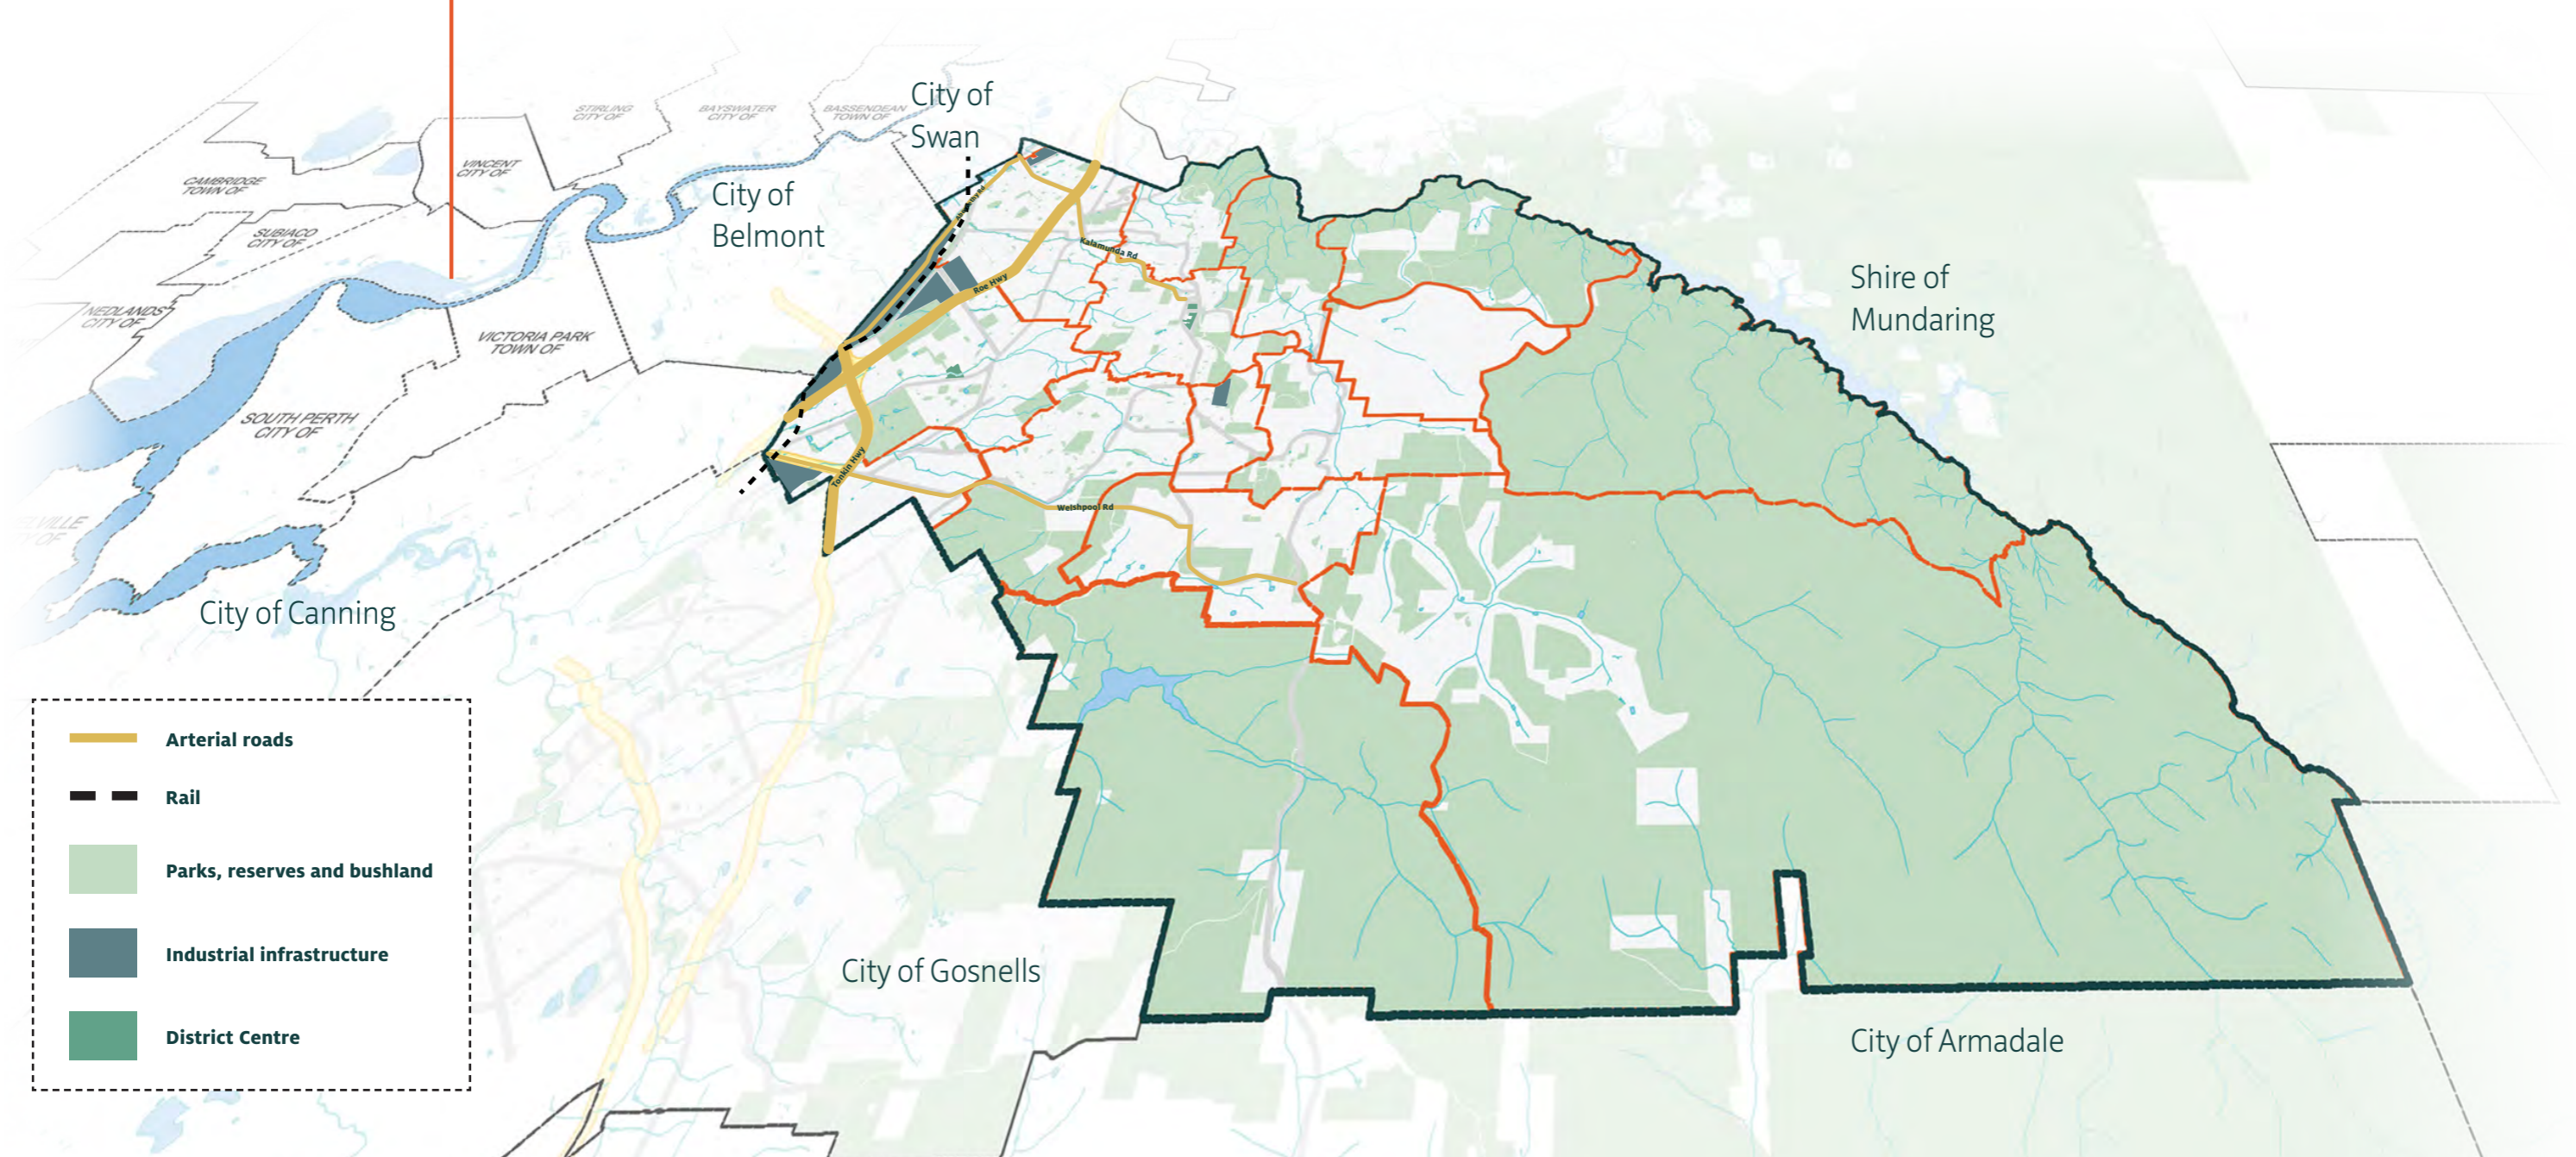 City of
Swan
STIRLING
CITY OF
BAYSWATER
CITY OF
BASSENDEAN
TOWN OF
VINCENT
CITY OF
CAMBRIDGE
TOWN OF
City of
Belmont
SUBIACO
CITY OF
Kalamunda Rd
Roe Hwy
Shire of
Mundaring
NEDLANDS
CITY OF
VICTORIA PARK
TOWN OF
SOUTH PERTH
CITY OF
Tonkin Hwy
Welshpool Rd
City of Canning
Arterial roads
Rail
Parks, reserves and bushland
Industrial infrastructure
District Centre
City of Gosnells
City of Armadale